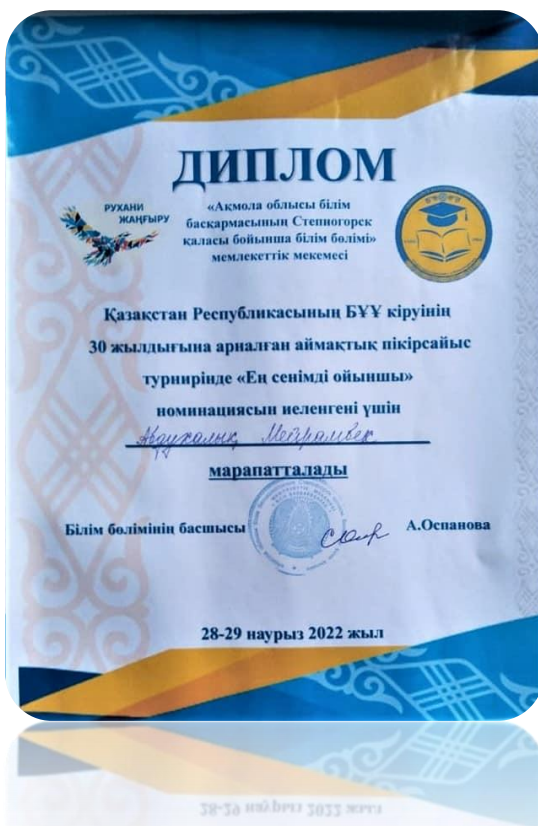 ДИПЛОМ
РУХАНИ
ЖАҢҒЫРУ
«Ақмола облысы білім
басқармасының Степногорск
қаласы бойынша білім бөлімі»
мемлекеттік мекемесі
Қазақстан Республикасының БҰҰ кіруінің
30 жылдығына арналған аймақтық пікірсайыс
турнирінде «Ең сенімді ойыншы»
номинациясын иеленгені үшін
Абдухалық Мейрамбек
марапатталады
Білім бөлімінің басшысы
А.Оспанова
28-29 наурыз 2022 жыл